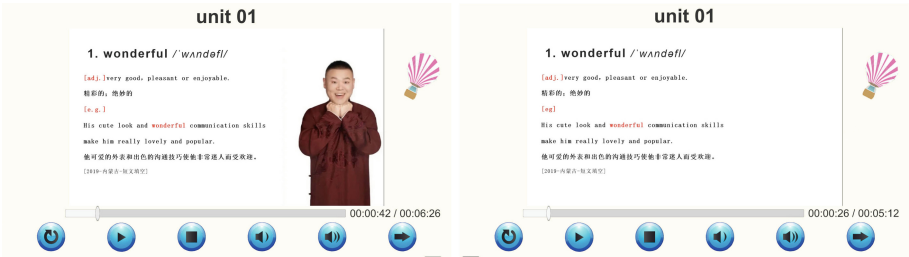 unit 01
1. wonderful /ˈwʌndəfl/
[adj.]very good, pleasant or enjoyable.
精彩的；绝妙的
[e.g.]
His cute look and wonderful communication skills
make him really lovely and popular.
他可爱的外表和出色的沟通技巧使他非常迷人而受欢迎。
[2019-内蒙古-短文填空]
00:00:42 / 00:06:26
unit 01
1. wonderful /ˈwʌndəfl/
[adj.]very good, pleasant or enjoyable.
精彩的；绝妙的
[eg]
His cute look and wonderful communication skills
make him really lovely and popular.
他可爱的外表和出色的沟通技巧使他非常迷人而受欢迎。
[2019-内蒙古-短文填空]
00:00:26 / 00:05:12